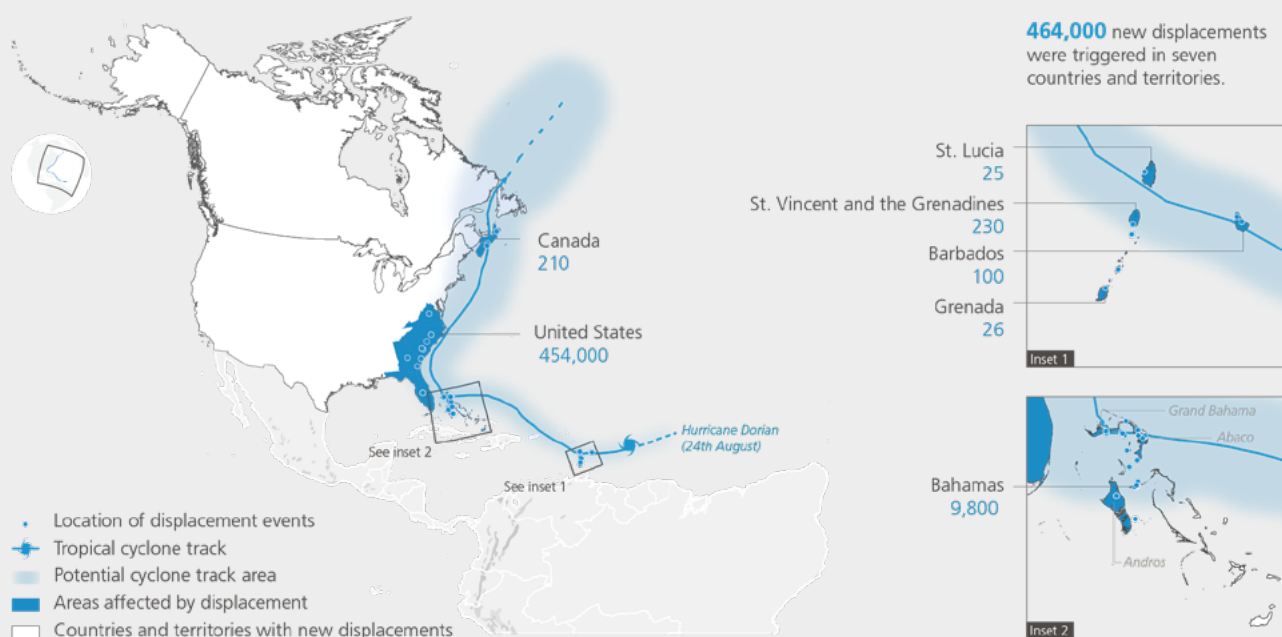 464,000 new displacements
were triggered in seven
countries and territories.
St. Lucia
25
St. Vincent and the Grenadines
230
Barbados
100
Grenada
26
Inset 1
Canada
210
United States
454,000
Hurricane Dorian
(24th August)
See inset 2
See inset 1
Grand Bahama
Abaco
Bahamas
9,800
Andros
Inset 2
Location of displacement events
Tropical cyclone track
Potential cyclone track area
Areas affected by displacement
Countries and territories with new displacements